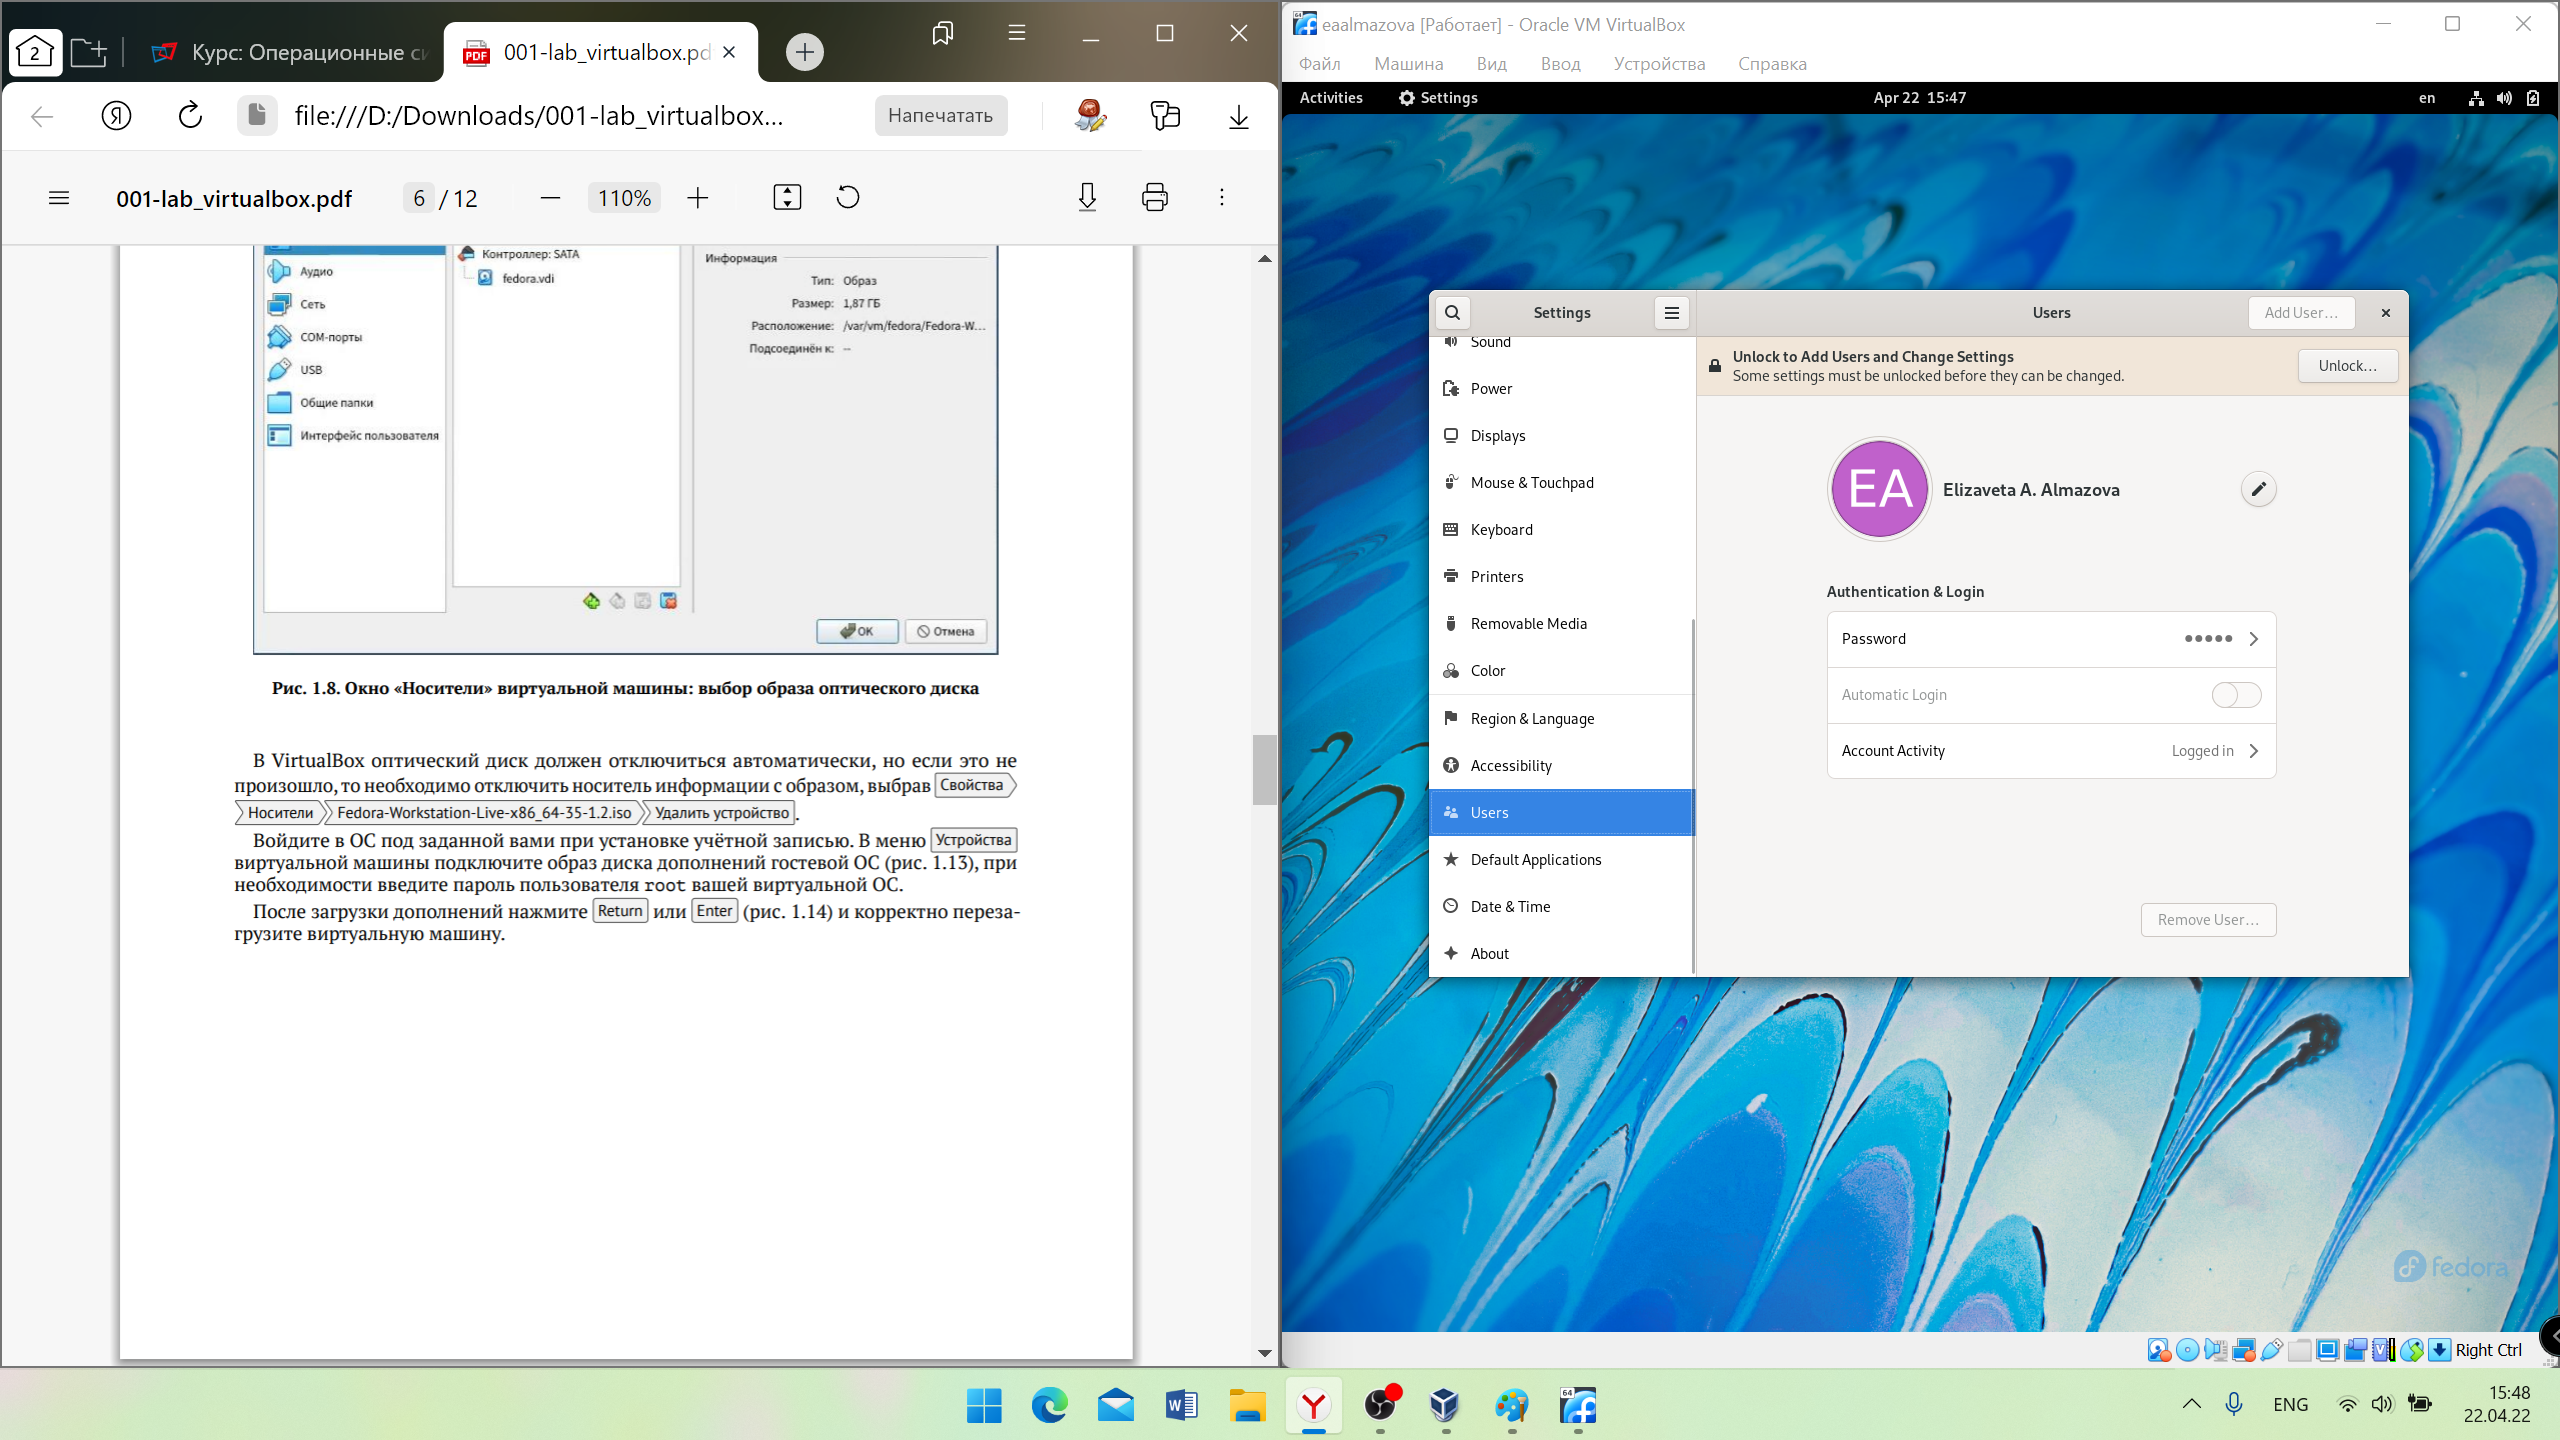 2
Курс: Операционные си
PDF
001-lab_virtualbox.pd
Я
file:///D:/Downloads/001-lab_virtualbox...
Напечатать
001-lab_virtualbox.pdf
6 / 12
110%
Аудио
Сеть
COM-порты
USB
Общие папки
Интерфейс пользователя
Контроллер: SATA
fedora.vdi
Информация
Тип: Образ
Размер: 1,87 ГБ
Расположение: /var/vm/fedora/Fedora-W...
Подсоединён к: --
OK
Отмена
Рис. 1.8. Окно «Носители» виртуальной машины: выбор образа оптического диска
В VirtualBox оптический диск должен отключиться автоматически, но если это не
произошло, то необходимо отключить носитель информации с образом, выбрав Свойства
Носители Fedora-Workstation-Live-x86_64-35-1.2.iso Удалить устройство.
Войдите в ОС под заданной вами при установке учётной записью. В меню Устройства
виртуальной машины подключите образ диска дополнений гостевой ОС (рис. 1.13), при
необходимости введите пароль пользователя root вашей виртуальной ОС.
После загрузки дополнений нажмите Return или Enter (рис. 1.14) и корректно переза-
грузите виртуальную машину.
64
eaalmazova [Работает] - Oracle VM VirtualBox
Файл Машина Вид Ввод Устройства Справка
Activities Settings Apr 22 15:47 en
Settings
Users
Add User...
Unlock to Add Users and Change Settings
Some settings must be unlocked before they can be changed.
Unlock...
Sound
Power
Displays
Mouse & Touchpad
Keyboard
Printers
Removable Media
Color
Region & Language
Accessibility
Users
Default Applications
Date & Time
About
EA
Elizaveta A. Almazova
Authentication & Login
Password
Automatic Login
Account Activity Logged in
Remove User...
fedora
Right Ctrl
64
ENG
15:48
22.04.22